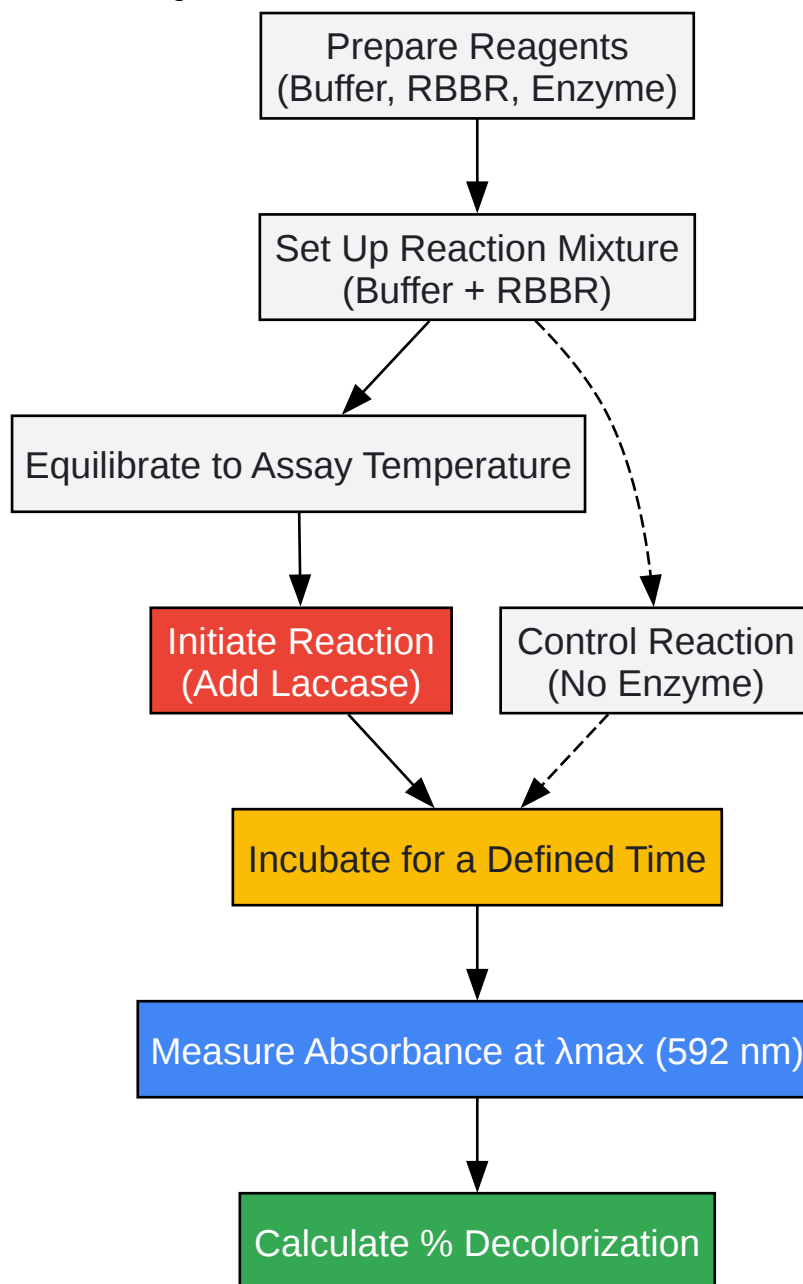 Prepare Reagents
(Buffer, RBBR, Enzyme)
Set Up Reaction Mixture
(Buffer + RBBR)
Equilibrate to Assay Temperature
Initiate Reaction
(Add Laccase)
Control Reaction
(No Enzyme)
Incubate for a Defined Time
Measure Absorbance at λmax (592 nm)
Calculate % Decolorization